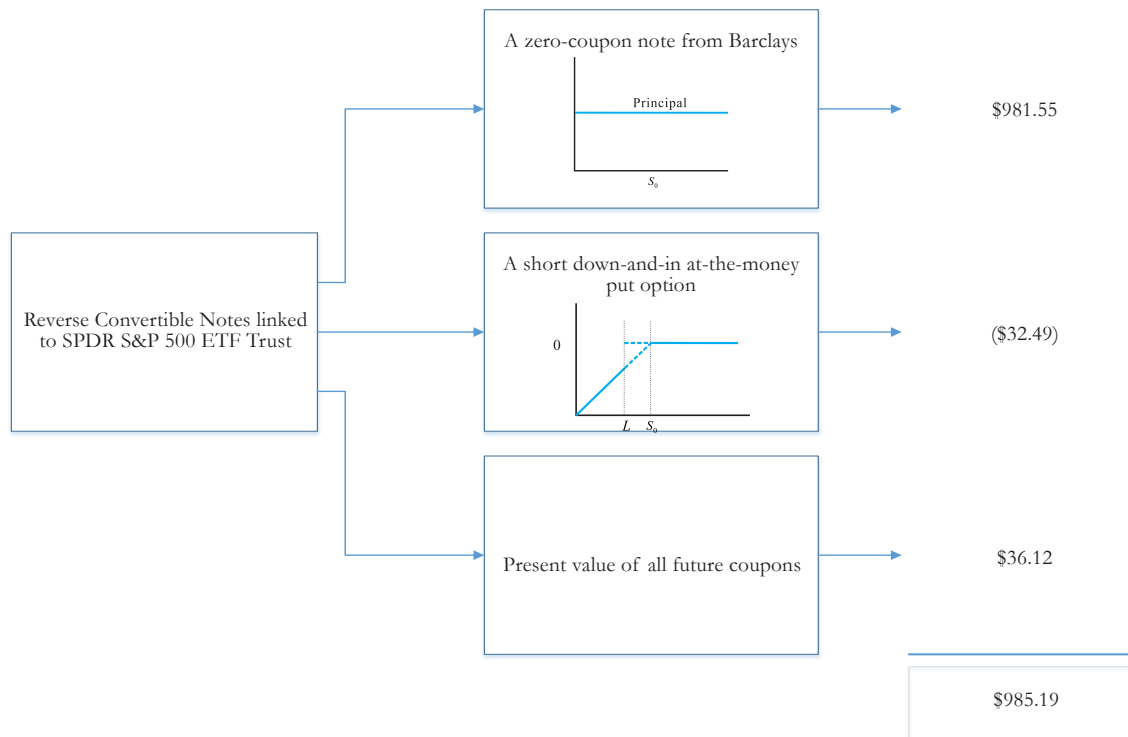 A zero-coupon note from Barclays
Principal
S₀
$981.55
Reverse Convertible Notes linked
to SPDR S&P 500 ETF Trust
A short down-and-in at-the-money
put option
0
L S₀
($32.49)
Present value of all future coupons
$36.12
$985.19